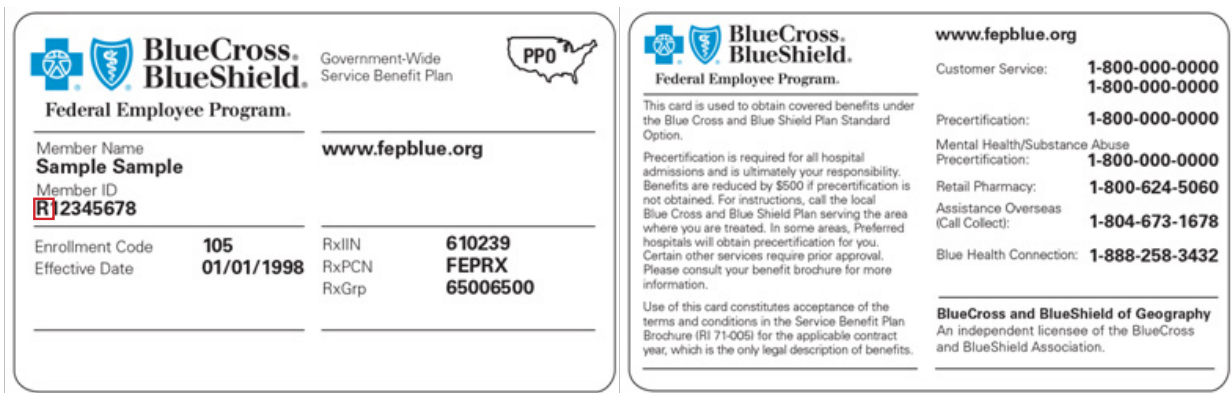 BlueCross®
BlueShield®
Federal Employee Program®
Government-Wide
Service Benefit Plan
PPO
Member Name
Sample Sample
Member ID
R12345678
www.fepblue.org
Enrollment Code 105
Effective Date 01/01/1998
RxIIN 610239
RxPCN FEPRX
RxGrp 65006500
BlueCross®
BlueShield®
Federal Employee Program®
This card is used to obtain covered benefits under
the Blue Cross and Blue Shield Plan Standard
Option.
Precertification is required for all hospital
admissions and is ultimately your responsibility.
Benefits are reduced by $500 if precertification is
not obtained. For instructions, call the local
Blue Cross and Blue Shield Plan serving the area
where you are treated. In some areas, Preferred
hospitals will obtain precertification for you.
Certain other services require prior approval.
Please consult your benefit brochure for more
information.
Use of this card constitutes acceptance of the
terms and conditions in the Service Benefit Plan
Brochure (RI 71-005) for the applicable contract
year, which is the only legal description of benefits.
www.fepblue.org
Customer Service: 1-800-000-0000
1-800-000-0000
Precertification: 1-800-000-0000
Mental Health/Substance Abuse
Precertification: 1-800-000-0000
Retail Pharmacy: 1-800-624-5060
Assistance Overseas
(Call Collect): 1-804-673-1678
Blue Health Connection: 1-888-258-3432
BlueCross and BlueShield of Geography
An independent licensee of the BlueCross
and BlueShield Association.